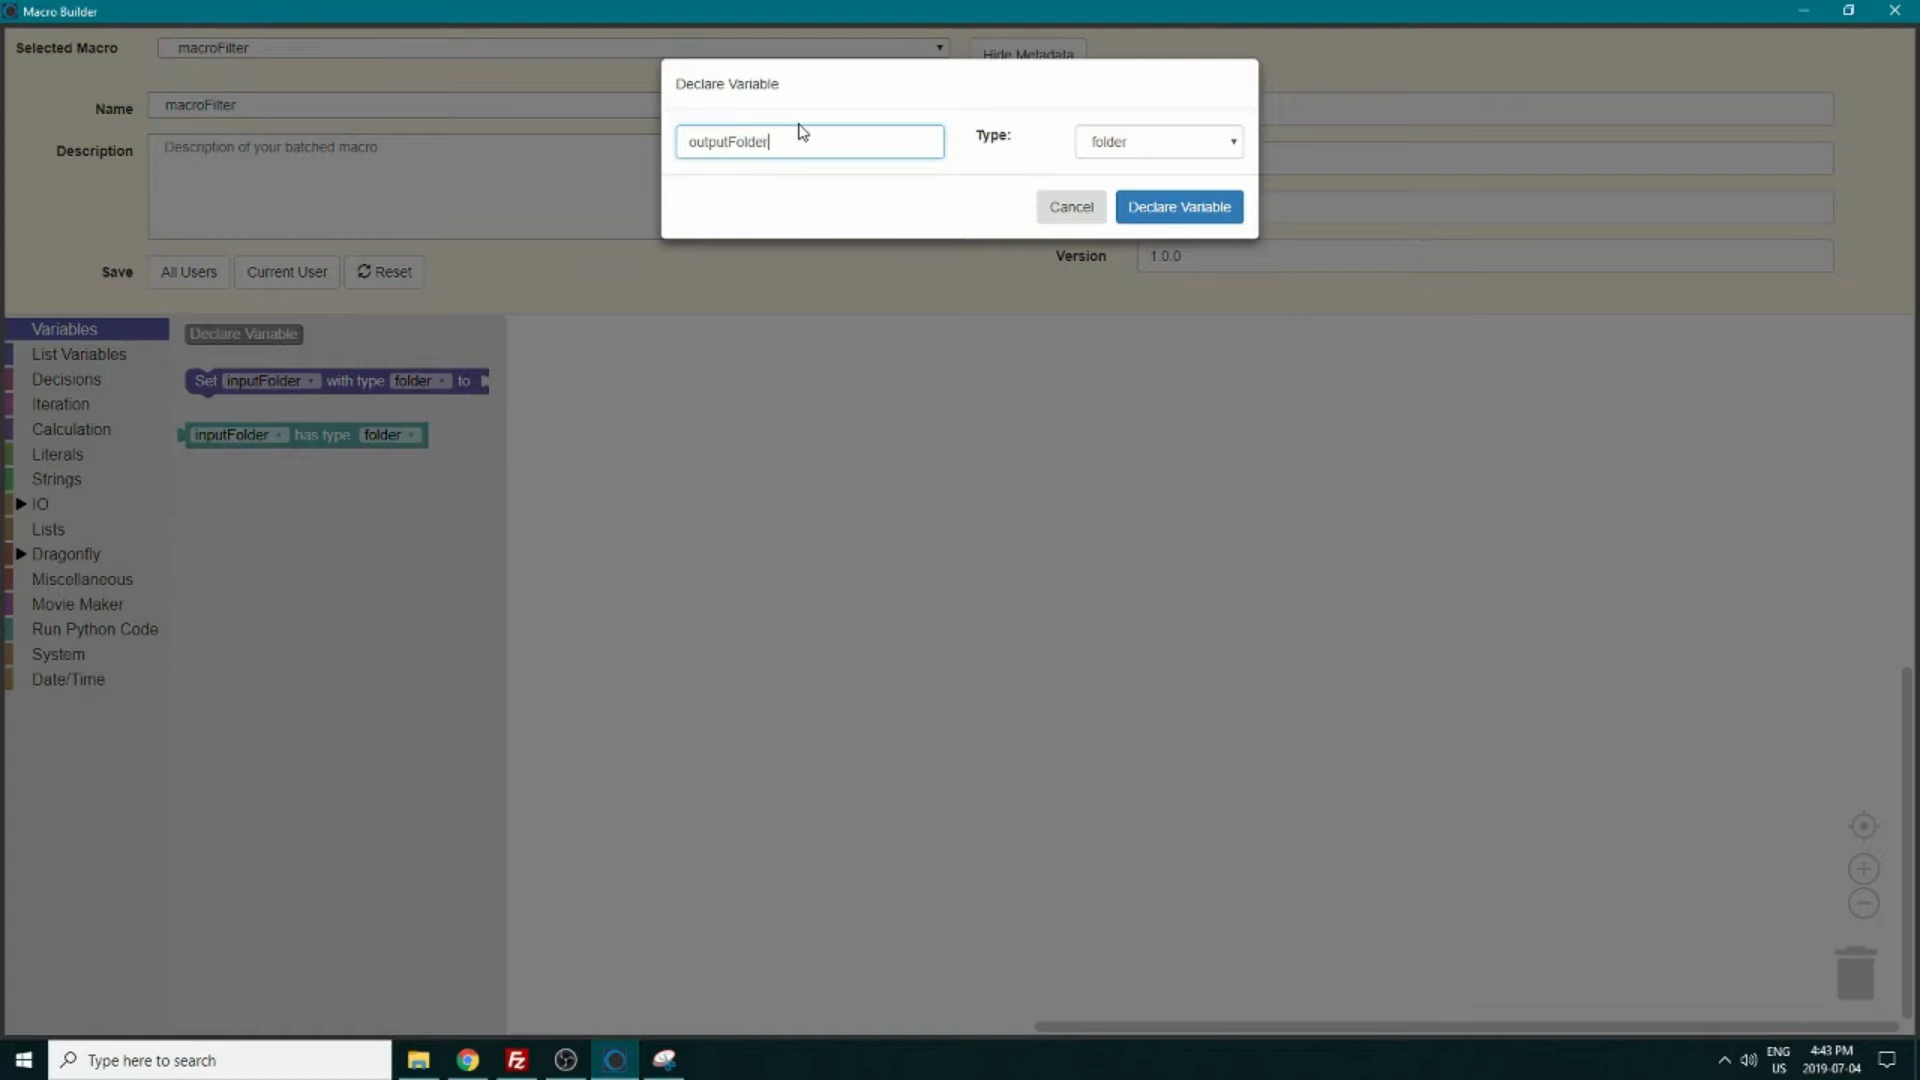 Macro Builder
Selected Macro macroFilter Hide Metadata
Declare Variable
Name macroFilter
outputFolder Type: folder
Description Description of your batched macro
Cancel Declare Variable
Version 1.0.0
Save All Users Current User Reset
Variables
List Variables
Decisions
Iteration
Calculation
Literals
Strings
IO
Lists
Dragonfly
Miscellaneous
Movie Maker
Run Python Code
System
Date/Time
Declare Variable
Set inputFolder with type folder to
inputFolder has type folder
Type here to search
ENG
US
4:43 PM
2019-07-04